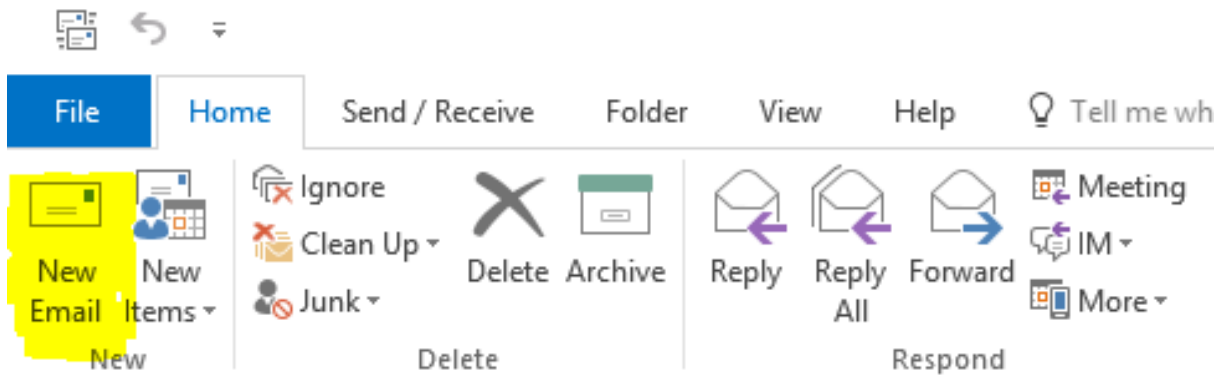 File Home Send / Receive Folder View Help Tell me wh
Ignore
Clean Up
Junk
New
Email
New
Items
Delete
Archive
Reply
Reply
All
Forward
Meeting
IM
More
New
Delete
Respond